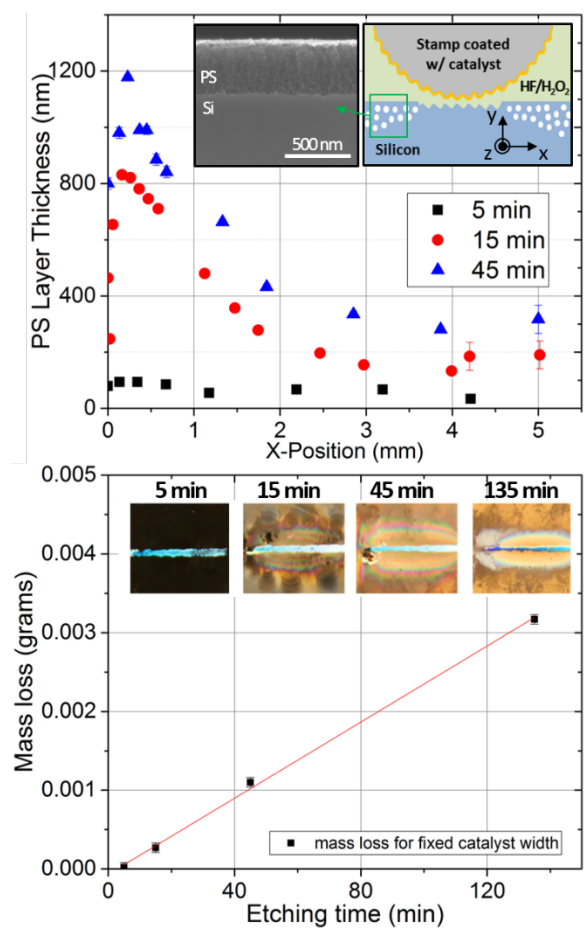 PS Layer Thickness (nm)
1200
800
400
0
PS
Si
500 nm
Stamp coated
w/ catalyst
HF/H₂O₂
Silicon
y
z
x
5 min
15 min
45 min
0
1
2
3
4
5
X-Position (mm)
Mass loss (grams)
0.005
0.004
0.003
0.002
0.001
0.000
5 min
15 min
45 min
135 min
mass loss for fixed catalyst width
0
40
80
120
Etching time (min)